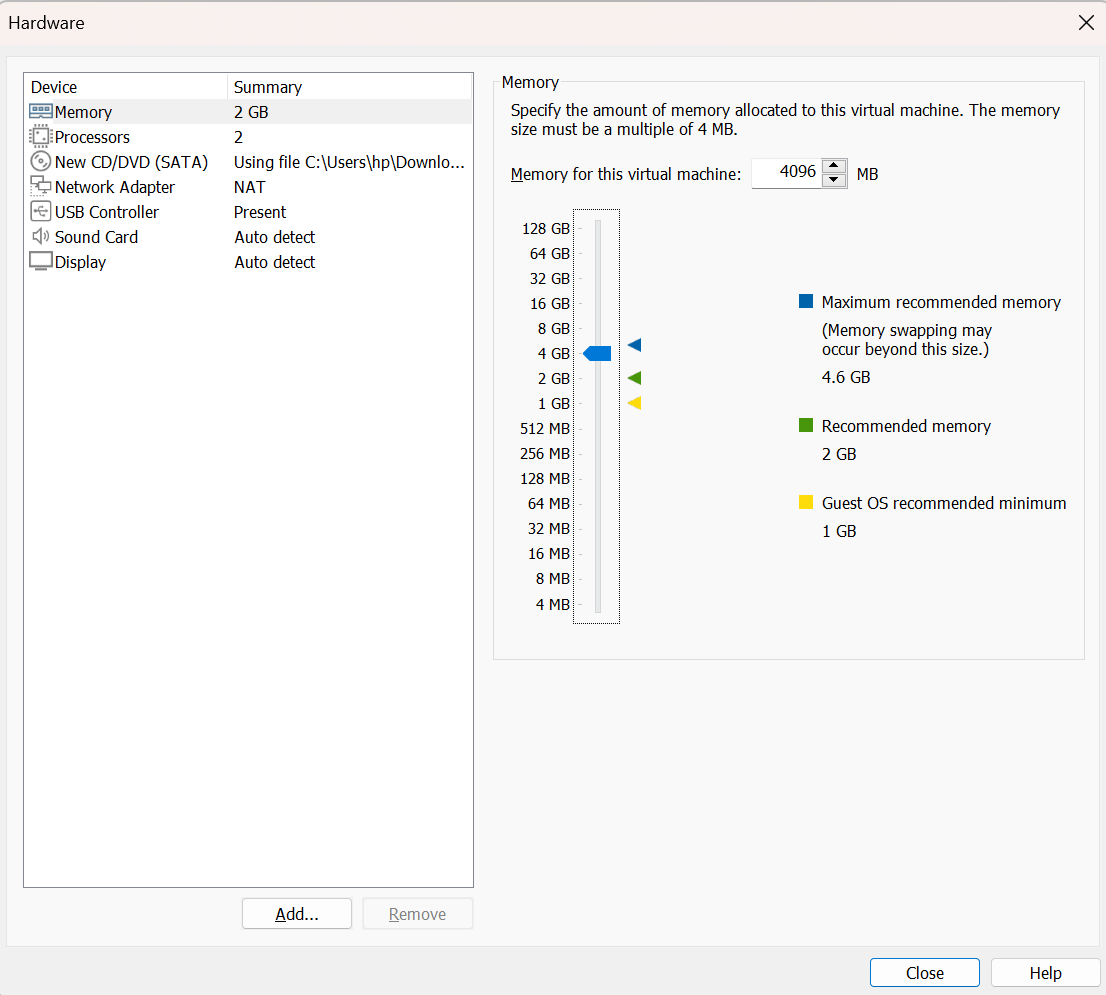 Hardware
Device Summary
Memory 2 GB
Processors 2
New CD/DVD (SATA) Using file C:\Users\hp\Downlo...
Network Adapter NAT
USB Controller Present
Sound Card Auto detect
Display Auto detect
Add...
Remove
Memory
Specify the amount of memory allocated to this virtual machine. The memory
size must be a multiple of 4 MB.
Memory for this virtual machine: 4096 MB
128 GB
64 GB
32 GB
16 GB
8 GB
4 GB
2 GB
1 GB
512 MB
256 MB
128 MB
64 MB
32 MB
16 MB
8 MB
4 MB
Maximum recommended memory
(Memory swapping may
occur beyond this size.)
4.6 GB
Recommended memory
2 GB
Guest OS recommended minimum
1 GB
Close
Help